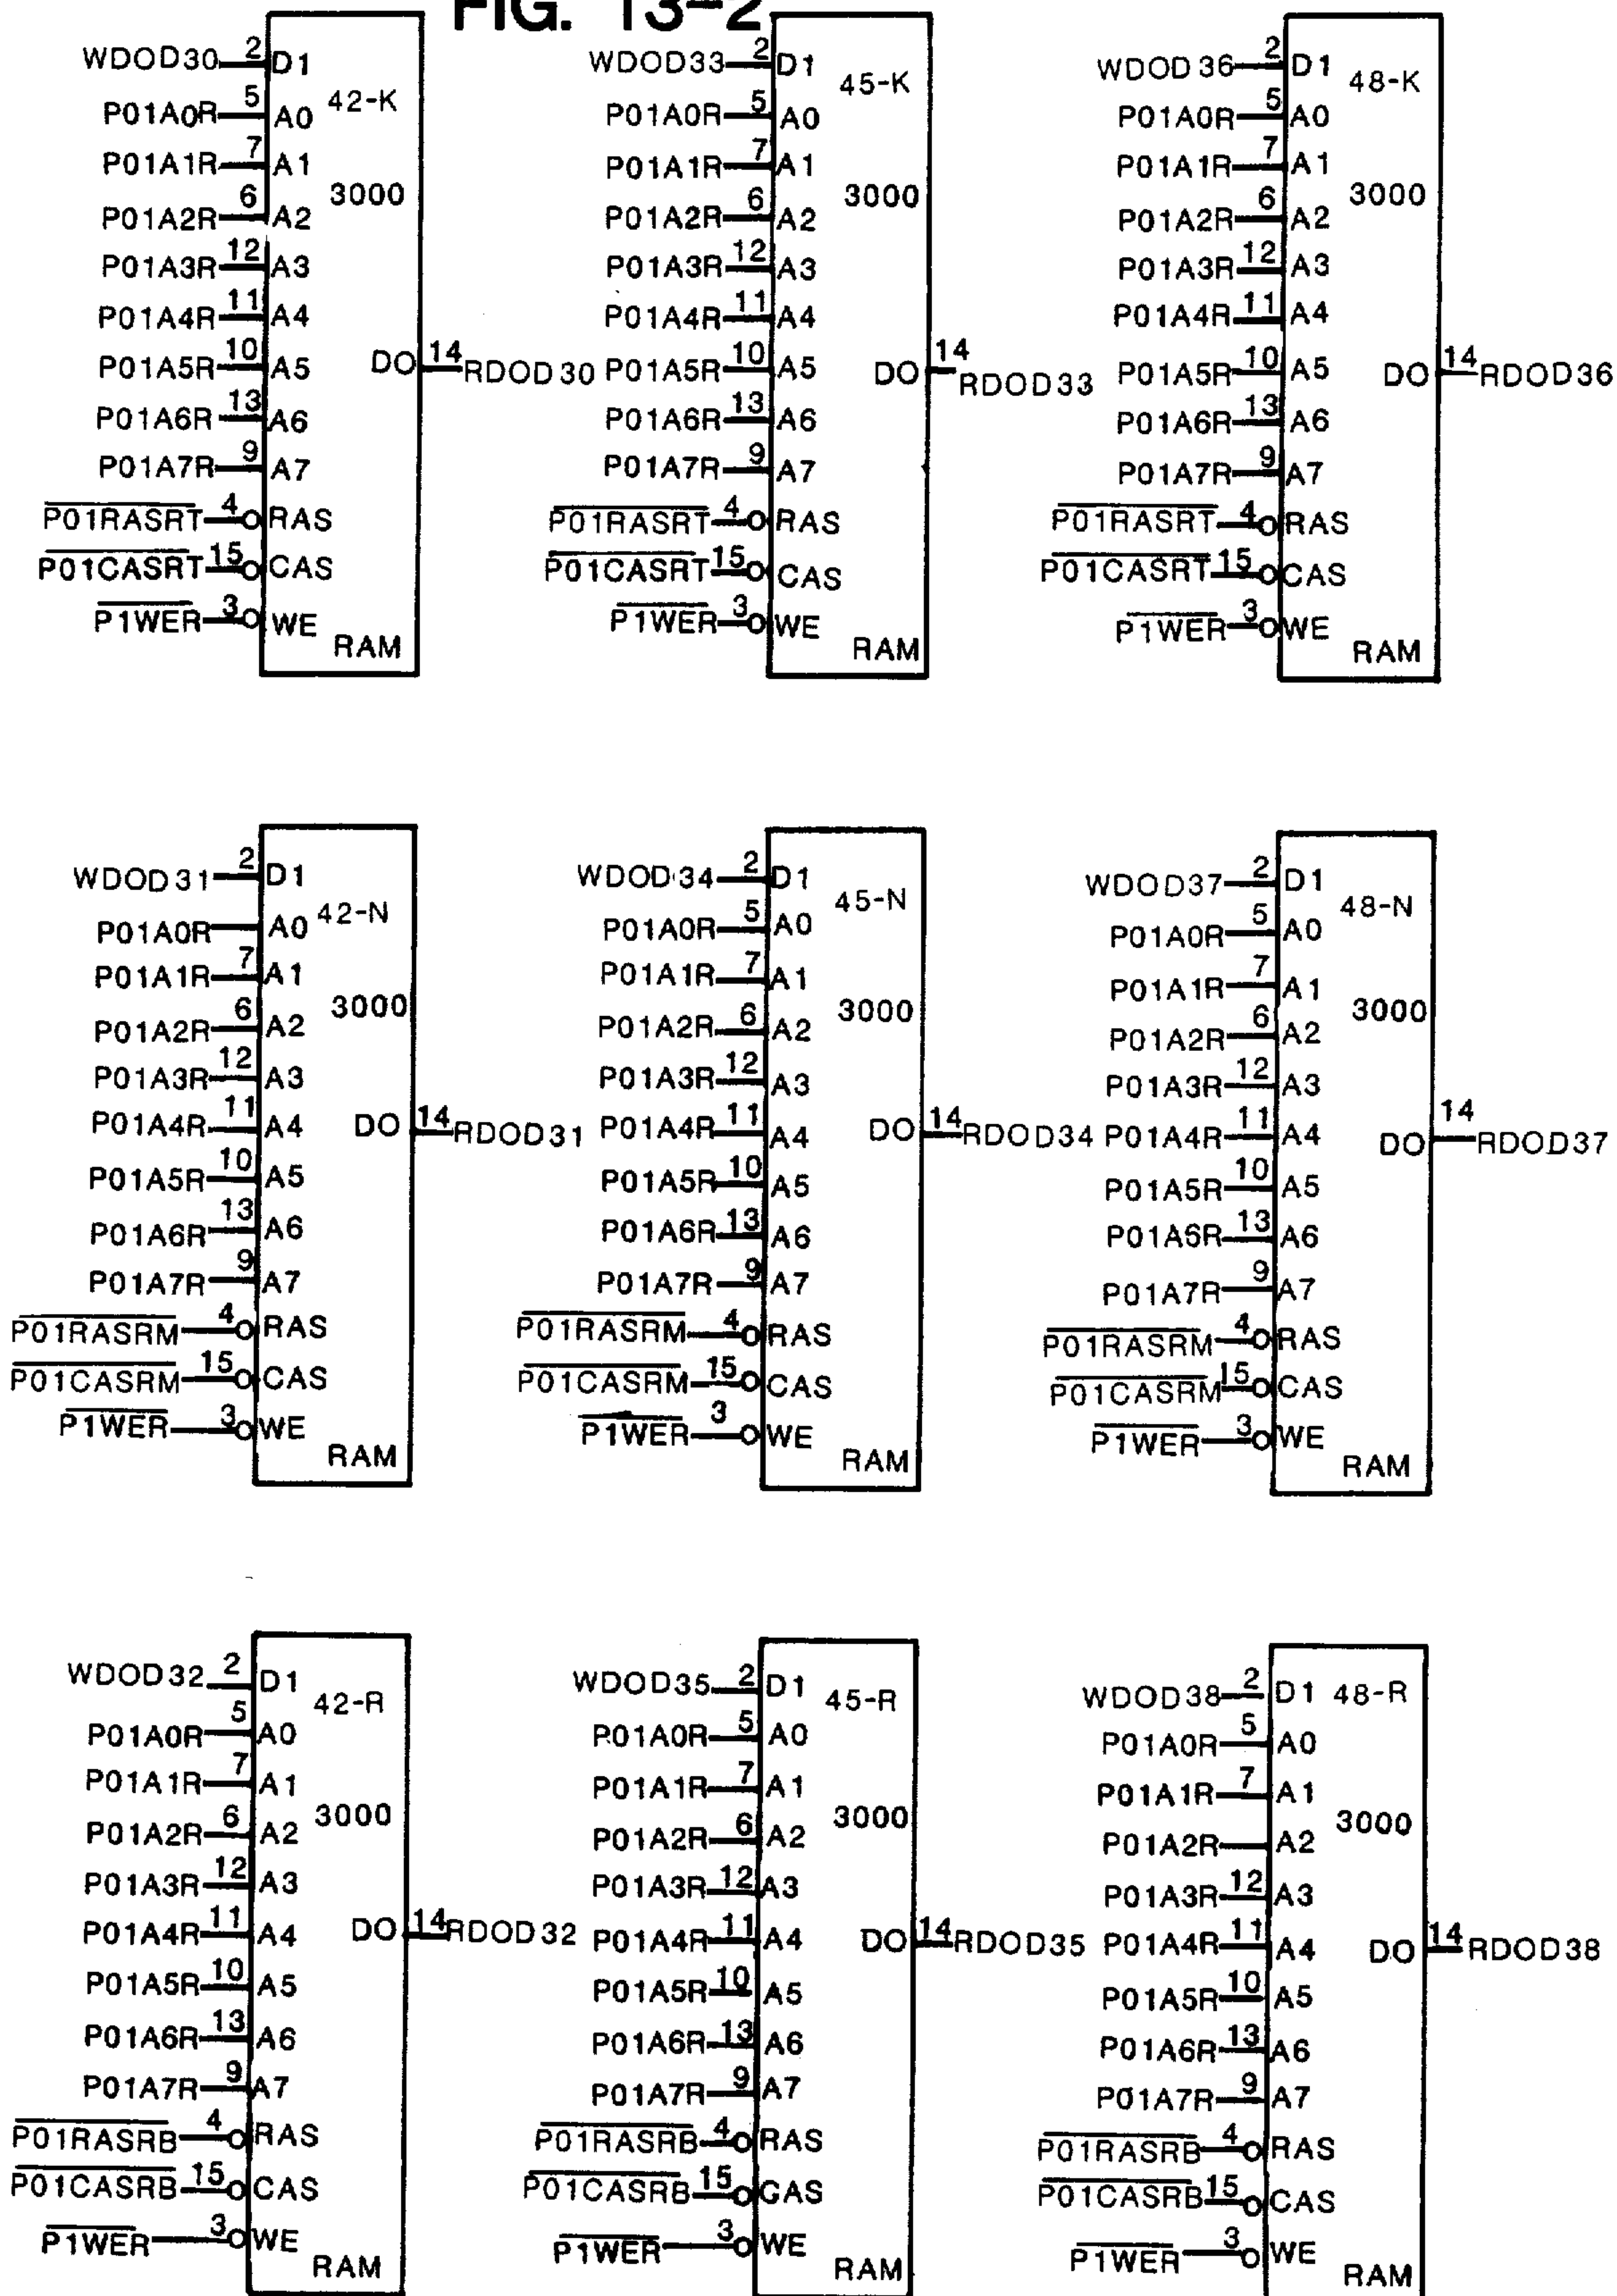 FIG. 13-2
WDOD30 2 D1
42-K
P01A0R 5 A0
P01A1R 7 A1
3000
P01A2R 6 A2
P01A3R 12 A3
P01A4R 11 A4
P01A5R 10 A5
DO 14 RDOD30
P01A6R 13 A6
P01A7R 9 A7
P01RASRT 4 RAS
P01CASRT 15 CAS
P1WER 3 WE
RAM
WDOD33 2 D1
45-K
P01A0R 5 A0
P01A1R 7 A1
3000
P01A2R 6 A2
P01A3R 12 A3
P01A4R 11 A4
P01A5R 10 A5
DO 14 RDOD33
P01A6R 13 A6
P01A7R 9 A7
P01RASRT 4 RAS
P01CASRT 15 CAS
P1WER 3 WE
RAM
WDOD36 2 D1
48-K
P01A0R 5 A0
P01A1R 7 A1
3000
P01A2R 6 A2
P01A3R 12 A3
P01A4R 11 A4
P01A5R 10 A5
DO 14 RDOD36
P01A6R 13 A6
P01A7R 9 A7
P01RASRT 4 RAS
P01CASRT 15 CAS
P1WER 3 WE
RAM
WDOD31 2 D1
42-N
P01A0R A0
P01A1R 7 A1
3000
P01A2R 6 A2
P01A3R 12 A3
P01A4R 11 A4
DO 14 RDOD31
P01A5R 10 A5
P01A6R 13 A6
P01A7R 9 A7
P01RASRM 4 RAS
P01CASRM 15 CAS
P1WER 3 WE
RAM
WDOD34 2 D1
45-N
P01A0R 5 A0
P01A1R 7 A1
3000
P01A2R 6 A2
P01A3R 12 A3
P01A4R 11 A4
DO 14 RDOD34
P01A5R 10 A5
P01A6R 13 A6
P01A7R 9 A7
P01RASRM 4 RAS
P01CASRM 15 CAS
P1WER 3 WE
RAM
WDOD37 2 D1
48-N
P01A0R 5 A0
P01A1R 7 A1
3000
P01A2R 6 A2
P01A3R 12 A3
P01A4R 11 A4
DO 14 RDOD37
P01A5R 10 A5
P01A6R 13 A6
P01A7R 9 A7
P01RASRM 4 RAS
P01CASRM 15 CAS
P1WER 3 WE
RAM
WDOD32 2 D1
42-R
P01A0R 5 A0
P01A1R 7 A1
3000
P01A2R 6 A2
P01A3R 12 A3
P01A4R 11 A4
DO 14 RDOD32
P01A5R 10 A5
P01A6R 13 A6
P01A7R 9 A7
P01RASRB 4 RAS
P01CASRB 15 CAS
P1WER 3 WE
RAM
WDOD35 2 D1
45-R
P01A0R 5 A0
P01A1R 7 A1
3000
P01A2R 6 A2
P01A3R 12 A3
P01A4R 11 A4
DO 14 RDOD35
P01A5R 10 A5
P01A6R 13 A6
P01A7R 9 A7
P01RASRB 4 RAS
P01CASRB 15 CAS
P1WER 3 WE
RAM
WDOD38 2 D1
48-R
P01A0R 5 A0
P01A1R 7 A1
3000
P01A2R A2
P01A3R 12 A3
P01A4R 11 A4
DO 14 RDOD38
P01A5R 10 A5
P01A6R 13 A6
P01A7R 9 A7
P01RASRB 4 RAS
P01CASRB 15 CAS
P1WER 3 WE
RAM